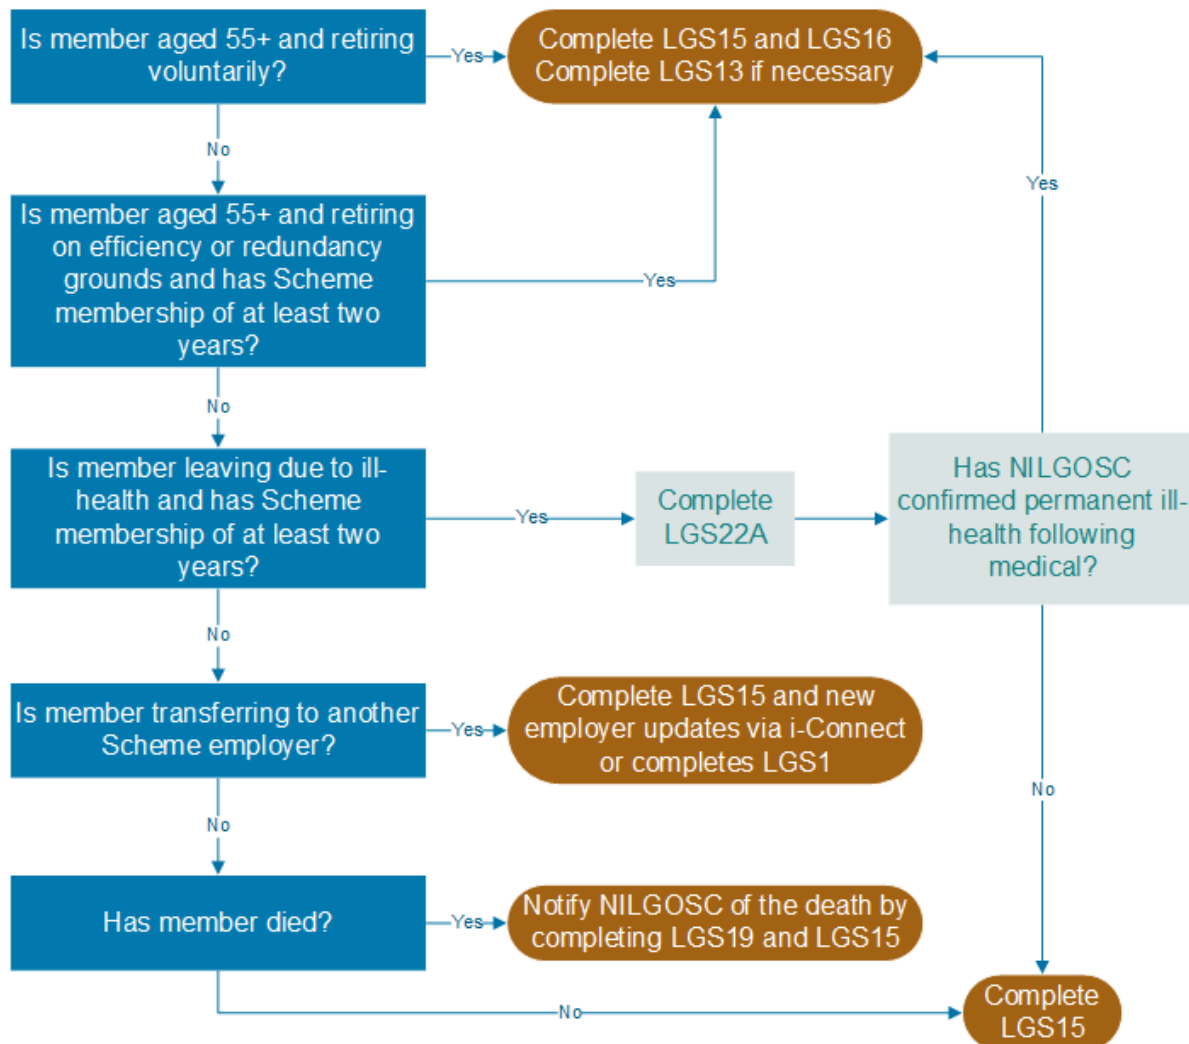 Is member aged 55+ and retiring
voluntarily?
Yes
Complete LGS15 and LGS16
Complete LGS13 if necessary
No
Yes
Is member aged 55+ and retiring
on efficiency or redundancy
grounds and has Scheme
membership of at least two
years?
Yes
No
Is member leaving due to ill-
health and has Scheme
membership of at least two
years?
Yes
Complete
LGS22A
Has NILGOSC
confirmed permanent ill-
health following
medical?
No
Is member transferring to another
Scheme employer?
Yes
Complete LGS15 and new
employer updates via i-Connect
or completes LGS1
No
No
Has member died?
Yes
Notify NILGOSC of the death by
completing LGS19 and LGS15
No
Complete
LGS15